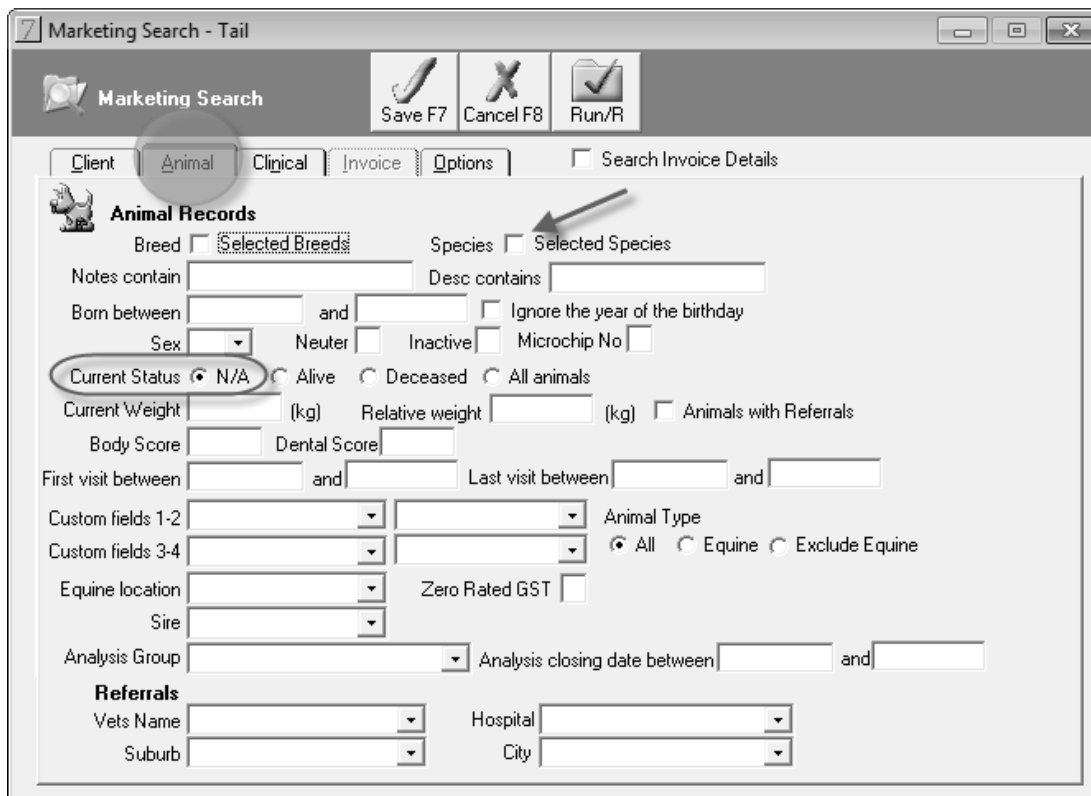 Marketing Search - Tail
Marketing Search
Save F7 Cancel F8 Run/R
Client Animal Clinical Invoice Options Search Invoice Details
Animal Records
Breed Selected Breeds Species Selected Species
Notes contain Desc contains
Born between and Ignore the year of the birthday
Sex Neuter Inactive Microchip No
Current Status N/A Alive Deceased All animals
Current Weight (kg) Relative weight (kg) Animals with Referrals
Body Score Dental Score
First visit between and Last visit between and
Custom fields 1-2 Animal Type
Custom fields 3-4 All Equine Exclude Equine
Equine location Zero Rated GST
Sire
Analysis Group Analysis closing date between and
Referrals
Vets Name Hospital
Suburb City